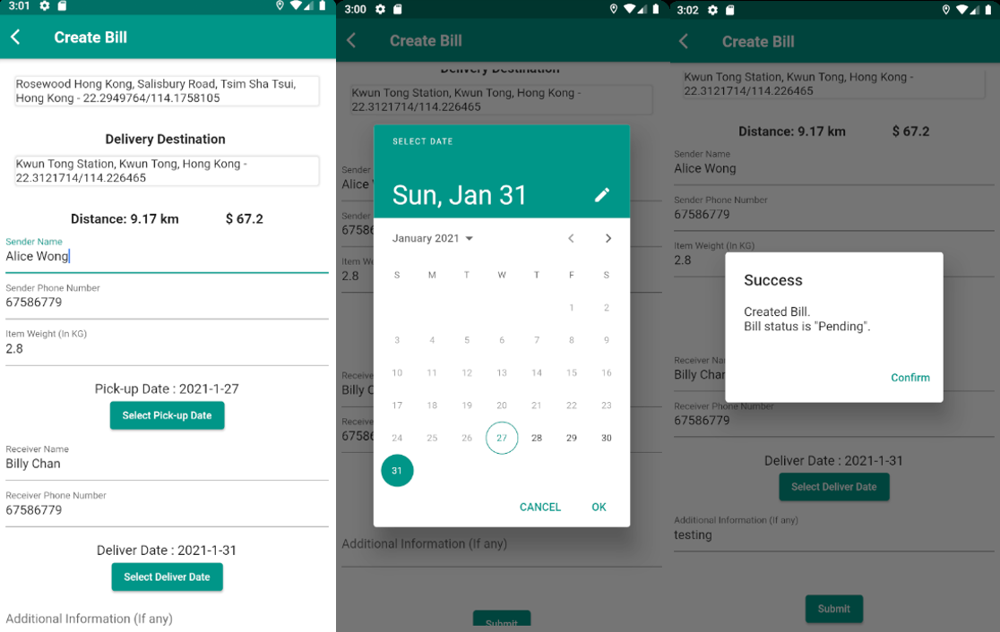 3:01
Create Bill
Rosewood Hong Kong, Salisbury Road, Tsim Sha Tsui,
Hong Kong - 22.2949764/114.1758105
Delivery Destination
Kwun Tong Station, Kwun Tong, Hong Kong -
22.3121714/114.226465
Distance: 9.17 km $ 67.2
Sender Name
Alice Wong
Sender Phone Number
67586779
Item Weight (In KG)
2.8
Pick-up Date : 2021-1-27
Select Pick-up Date
Receiver Name
Billy Chan
Receiver Phone Number
67586779
Deliver Date : 2021-1-31
Select Deliver Date
Additional Information (If any)
3:00
Create Bill
Delivery Destination
Kwun Tong Station, Kwun Tong, Hong Kong -
22.3121714/114.226465
Sender
Alice
Sender
6758
Item We
2.8
Receive
Billy C
Receive
6758
SELECT DATE
Sun, Jan 31
January 2021
S M T W T F S
1 2
3 4 5 6 7 8 9
10 11 12 13 14 15 16
17 18 19 20 21 22 23
24 25 26 27 28 29 30
31
CANCEL OK
Additional Information (If any)
Submit
3:02
Create Bill
Kwun Tong Station, Kwun Tong, Hong Kong -
22.3121714/114.226465
Distance: 9.17 km $ 67.2
Sender Name
Alice Wong
Sender Phone Number
67586779
Item Weight (In KG)
2.8
Success
Created Bill.
Bill status is "Pending".
Confirm
Receiver Na
Billy Chan
Receiver Phone Number
67586779
Deliver Date : 2021-1-31
Select Deliver Date
Additional Information (If any)
testing
Submit